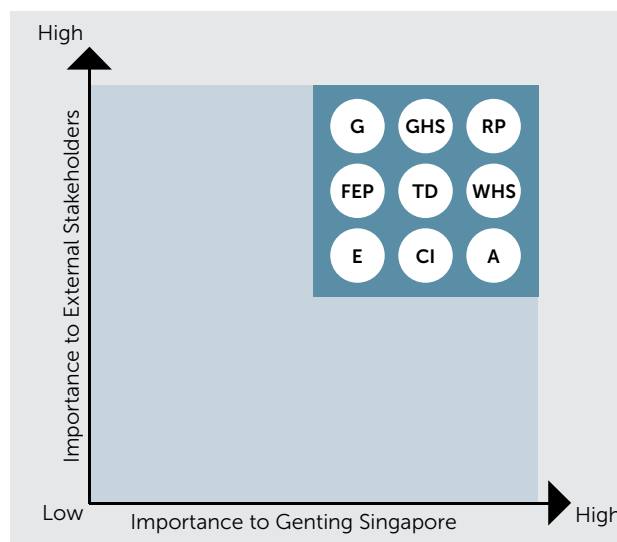 High
Importance to External Stakeholders
G GHS RP
FEP TD WHS
E CI A
Low
Importance to Genting Singapore
High